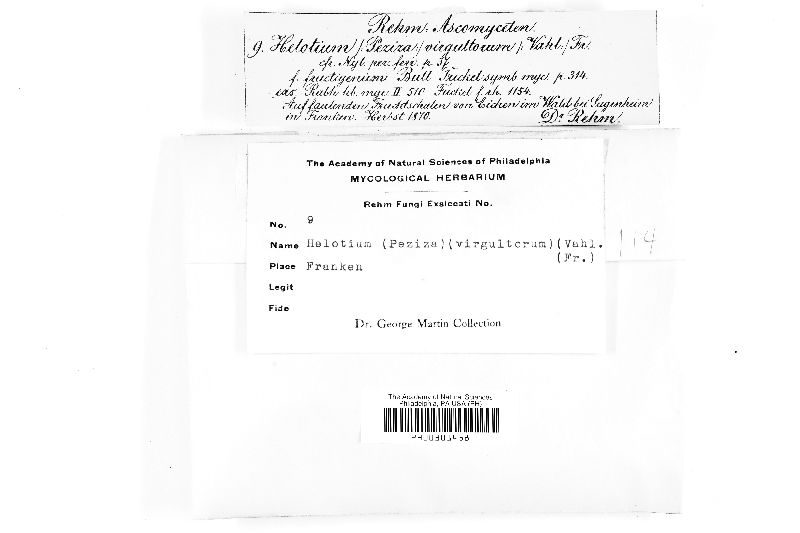 Rehm. Ascomyceten.
9. Helotium (Peziza) virgultorum (Vahl.) Fr.
cfr. Nyl. pez. fen. p. 37
f. fructigenum Bull. Fuckel symb. myc. p. 314.
exs. Rabh. hb. myc. II 510 Fuckel f. rh. 1154.
Auf faulenden Fruchtschalen von Eichen im Wald bei Sugenheim
in Franken. Herbst 1870. Dr Rehm.
The Academy of Natural Sciences of Philadelphia
MYCOLOGICAL HERBARIUM
Rehm Fungi Exsiccati No.
No. 9
Name Helotium (Peziza)(virgultorum)(Vahl.
(Fr.)
Place Franken
Legit
Fide
Dr. George Martin Collection
The Academy of Natural Sciences
Philadelphia, PA USA (PH)